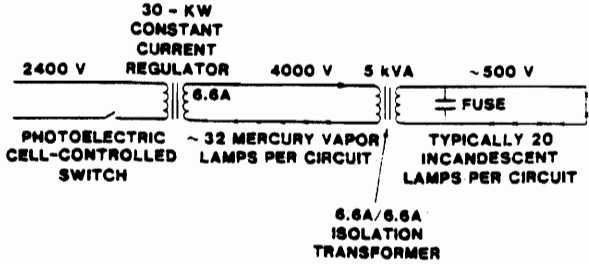 30 - KW
CONSTANT
CURRENT
REGULATOR
2400 V
6.6A
4000 V
5 kVA
~500 V
FUSE
PHOTOELECTRIC
CELL-CONTROLLED
SWITCH
~ 32 MERCURY VAPOR
LAMPS PER CIRCUIT
TYPICALLY 20
INCANDESCENT
LAMPS PER CIRCUIT
6.6A/6.6A
ISOLATION
TRANSFORMER